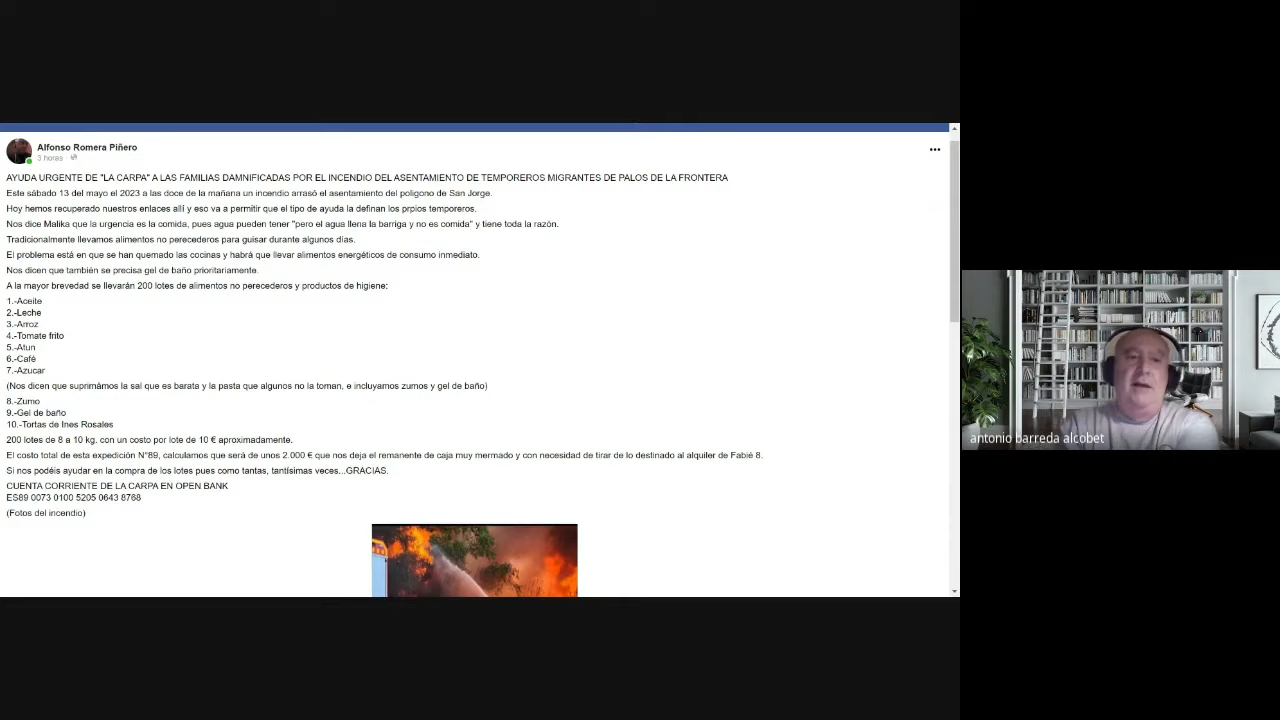 Alfonso Romera Piñero
3 horas ·
AYUDA URGENTE DE "LA CARPA" A LAS FAMILIAS DAMNIFICADAS POR EL INCENDIO DEL ASENTAMIENTO DE TEMPOREROS MIGRANTES DE PALOS DE LA FRONTERA
Este sábado 13 del mayo el 2023 a las doce de la mañana un incendio arrasó el asentamiento del poligono de San Jorge.
Hoy hemos recuperado nuestros enlaces allí y eso va a permitir que el tipo de ayuda la definan los prpios temporeros.
Nos dice Malika que la urgencia es la comida, pues agua pueden tener "pero el agua llena la barriga y no es comida" y tiene toda la razón.
Tradicionalmente llevamos alimentos no perecederos para guisar durante algunos días.
El problema está en que se han quemado las cocinas y habrá que llevar alimentos energéticos de consumo inmediato.
Nos dicen que también se precisa gel de baño prioritariamente.
A la mayor brevedad se llevarán 200 lotes de alimentos no perecederos y productos de higiene:
1.-Aceite
2.-Leche
3.-Arroz
4.-Tomate frito
5.-Atun
6.-Café
7.-Azucar
(Nos dicen que suprimámos la sal que es barata y la pasta que algunos no la toman, e incluyamos zumos y gel de baño)
8.-Zumo
9.-Gel de baño
10.-Tortas de Ines Rosales
200 lotes de 8 a 10 kg. con un costo por lote de 10 € aproximadamente.
El costo total de esta expedición N°89, calculamos que será de unos 2.000 € que nos deja el remanente de caja muy mermado y con necesidad de tirar de lo destinado al alquiler de Fabié 8.
Si nos podéis ayudar en la compra de los lotes pues como tantas, tantísimas veces...GRACIAS.
CUENTA CORRIENTE DE LA CARPA EN OPEN BANK
ES89 0073 0100 5205 0643 8768
(Fotos del incendio)
antonio barreda alcobet